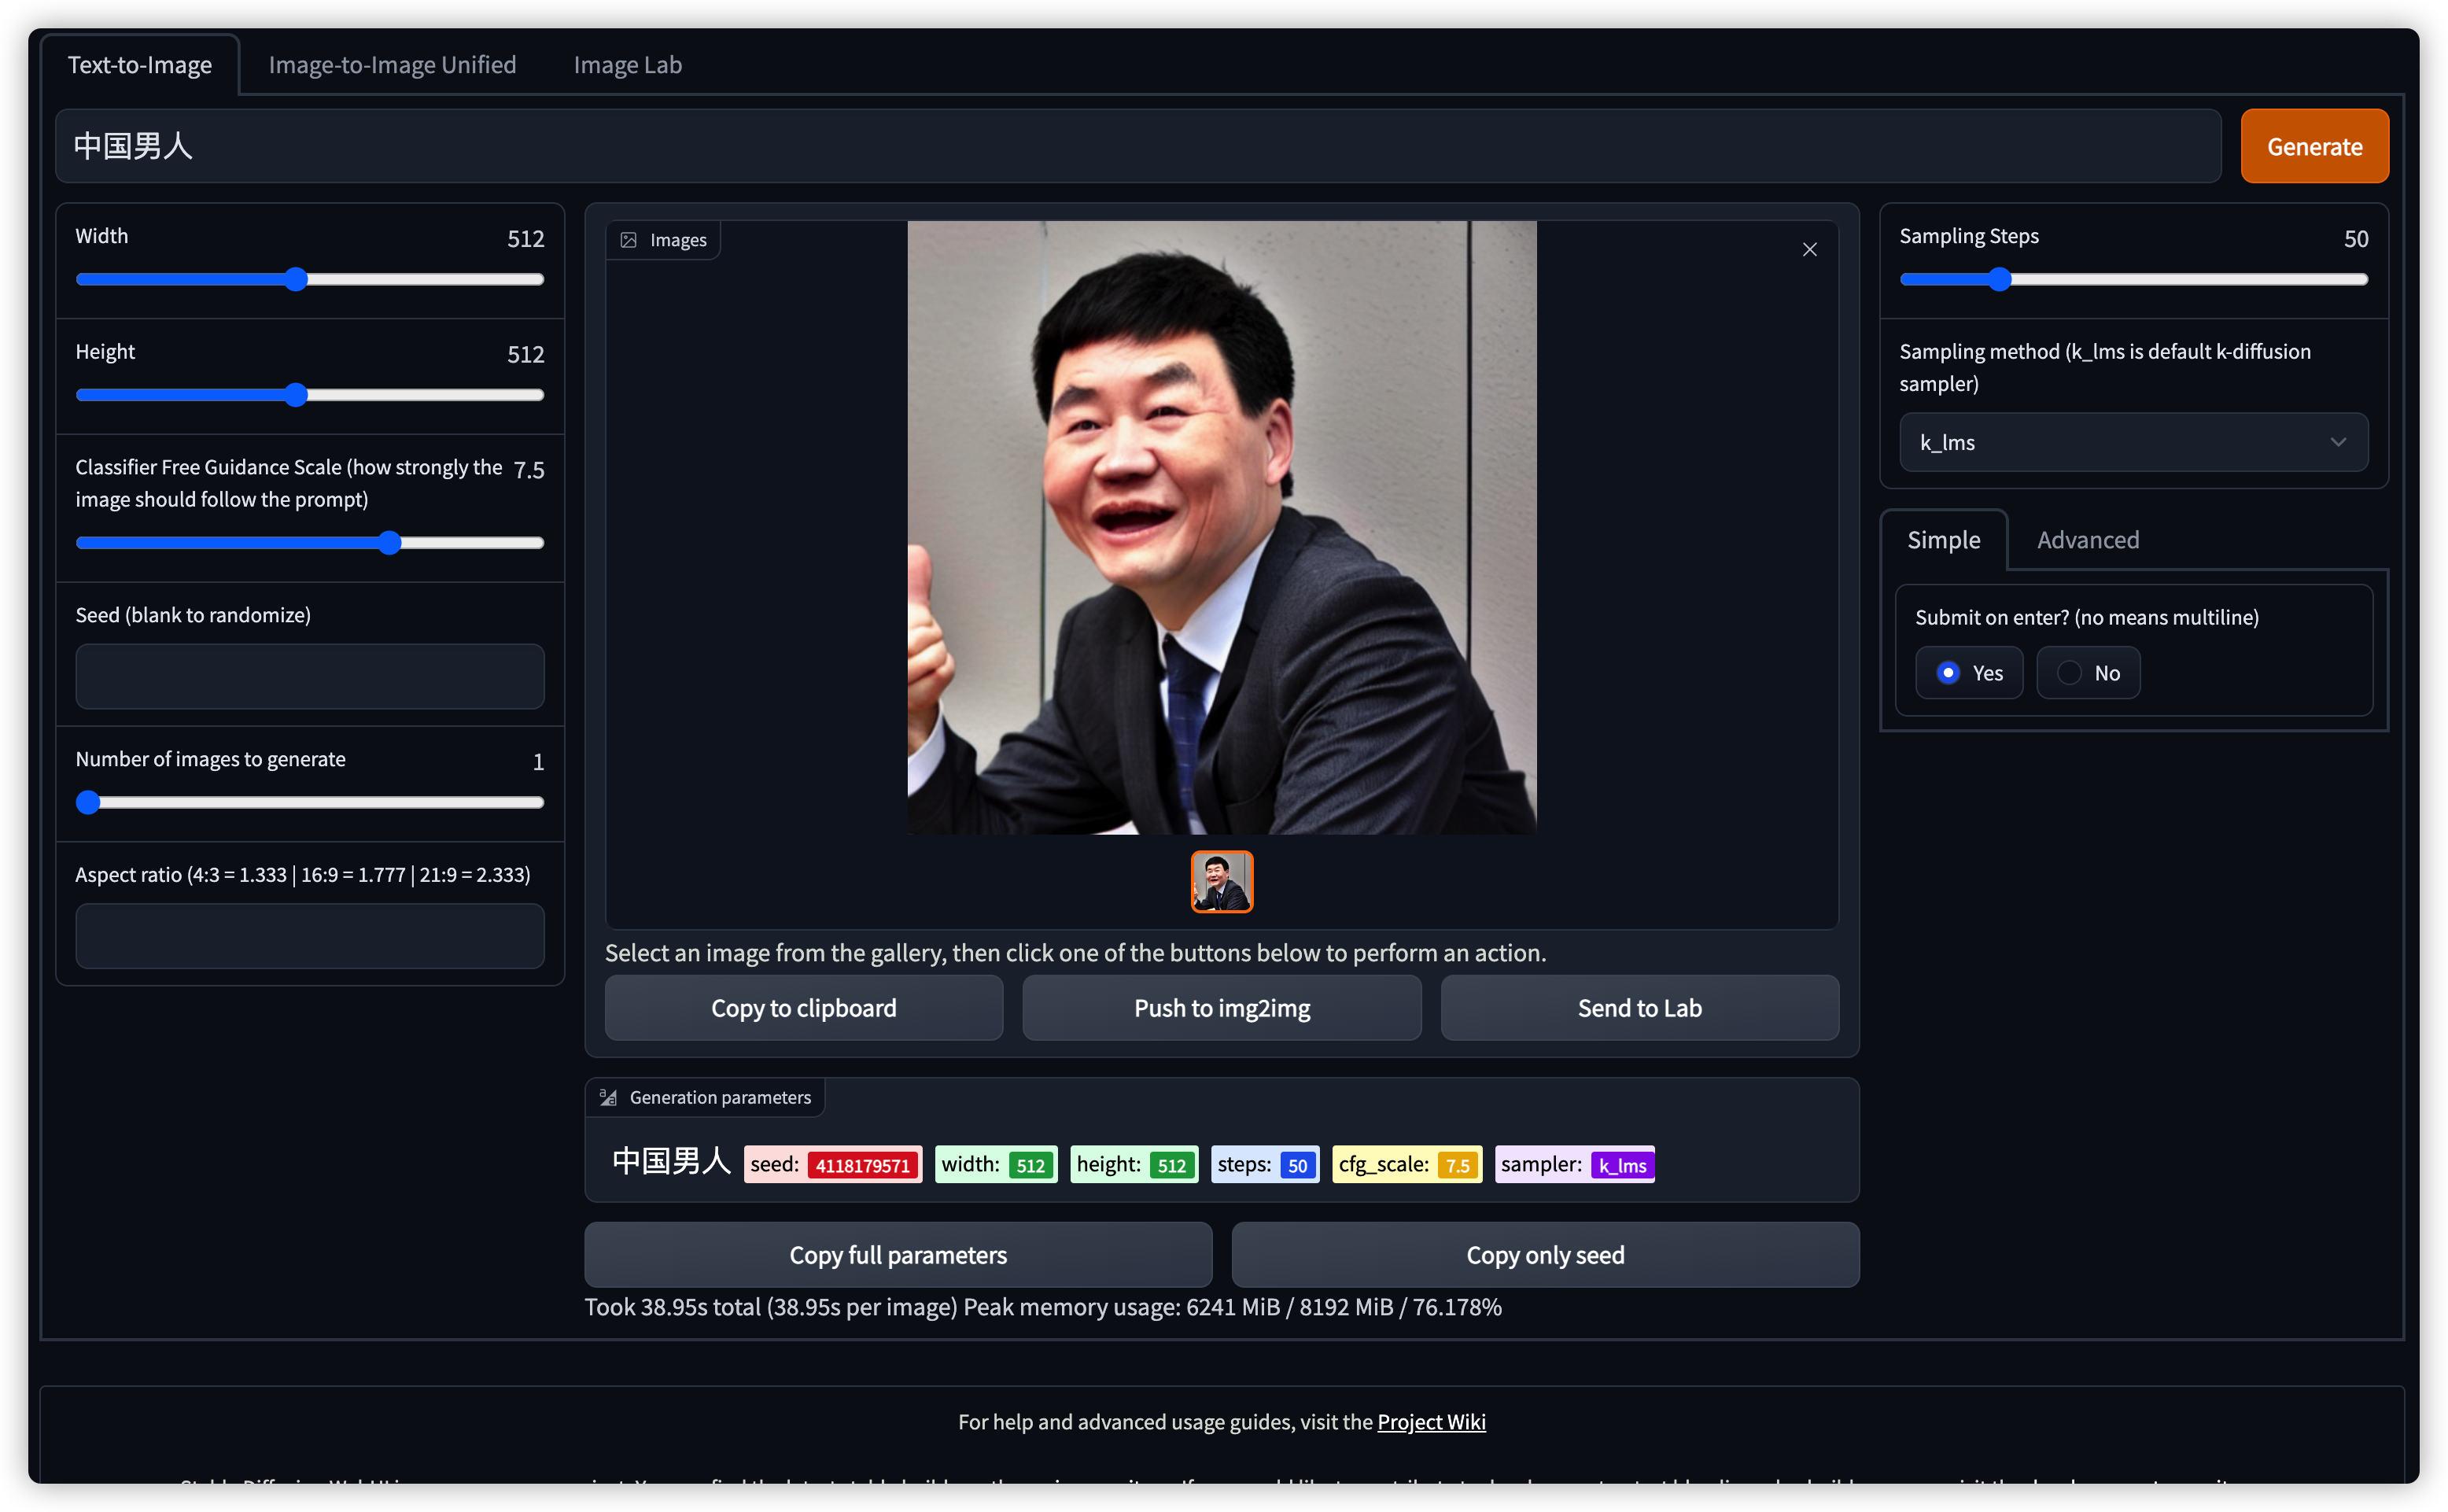 Text-to-Image
Image-to-Image Unified
Image Lab
中国男人
Generate
Width
512
Height
512
Classifier Free Guidance Scale (how strongly the
image should follow the prompt)
7.5
Seed (blank to randomize)
Number of images to generate
1
Aspect ratio (4:3 = 1.333 | 16:9 = 1.777 | 21:9 = 2.333)
Images
Select an image from the gallery, then click one of the buttons below to perform an action.
Copy to clipboard
Push to img2img
Send to Lab
Generation parameters
中国男人 seed: 4118179571 width: 512 height: 512 steps: 50 cfg_scale: 7.5 sampler: k_lms
Copy full parameters
Copy only seed
Took 38.95s total (38.95s per image) Peak memory usage: 6241 MiB / 8192 MiB / 76.178%
Sampling Steps
50
Sampling method (k_lms is default k-diffusion
sampler)
k_lms
Simple
Advanced
Submit on enter? (no means multiline)
Yes
No
For help and advanced usage guides, visit the Project Wiki